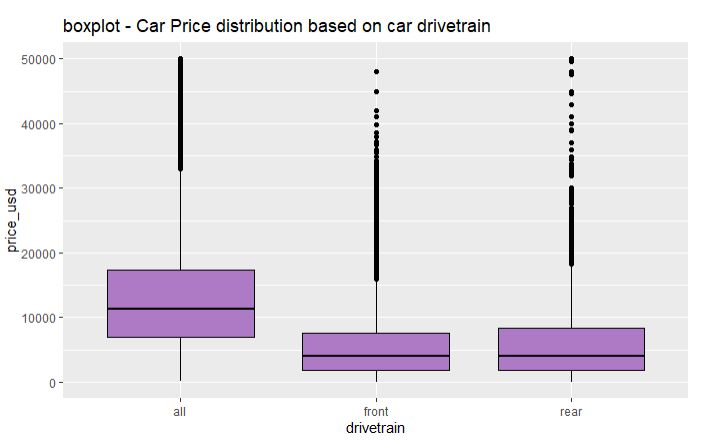 boxplot - Car Price distribution based on car drivetrain
50000
40000
30000
20000
10000
0
price_usd
all front rear
drivetrain